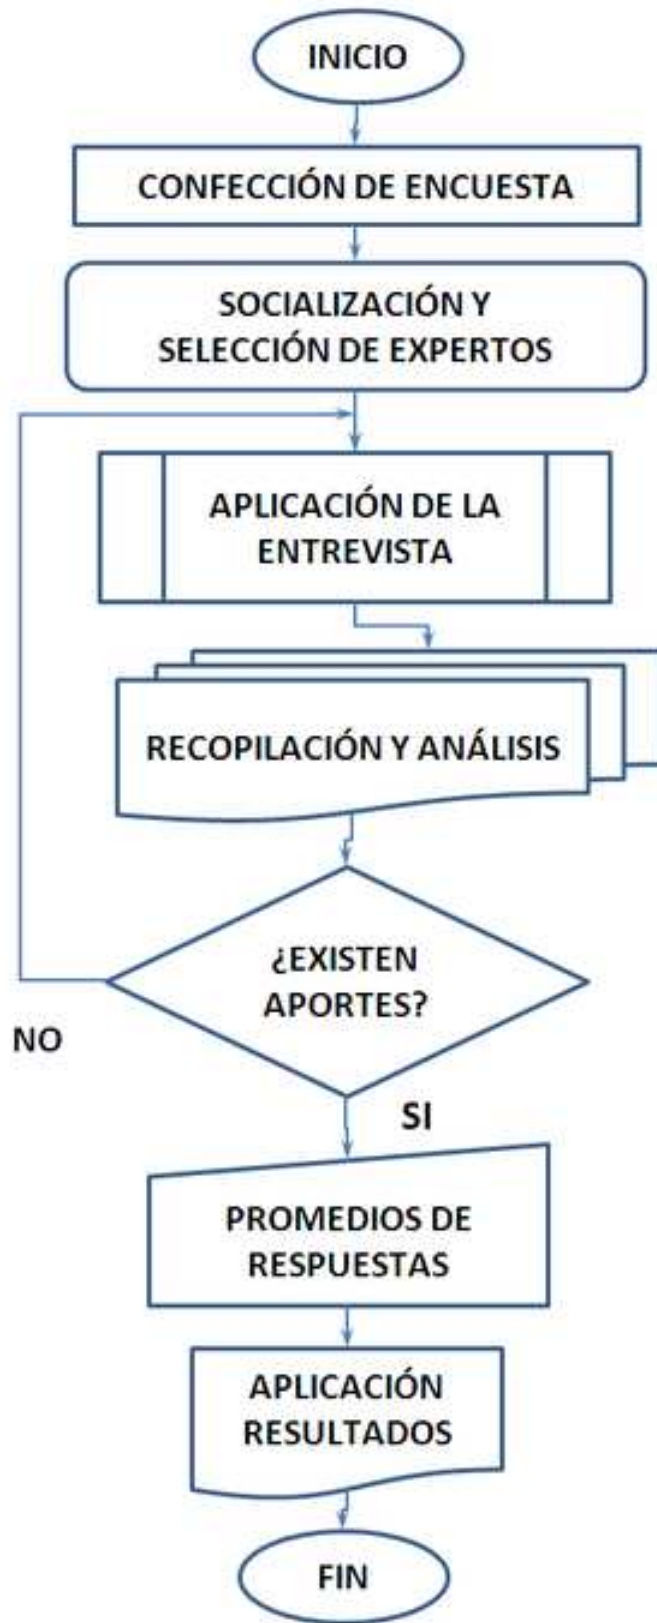 INICIO
CONFECCIÓN DE ENCUESTA
SOCIALIZACIÓN Y
SELECCIÓN DE EXPERTOS
APLICACIÓN DE LA
ENTREVISTA
RECOPILACIÓN Y ANÁLISIS
¿EXISTEN
APORTES?
NO
SI
PROMEDIOS DE
RESPUESTAS
APLICACIÓN
RESULTADOS
FIN